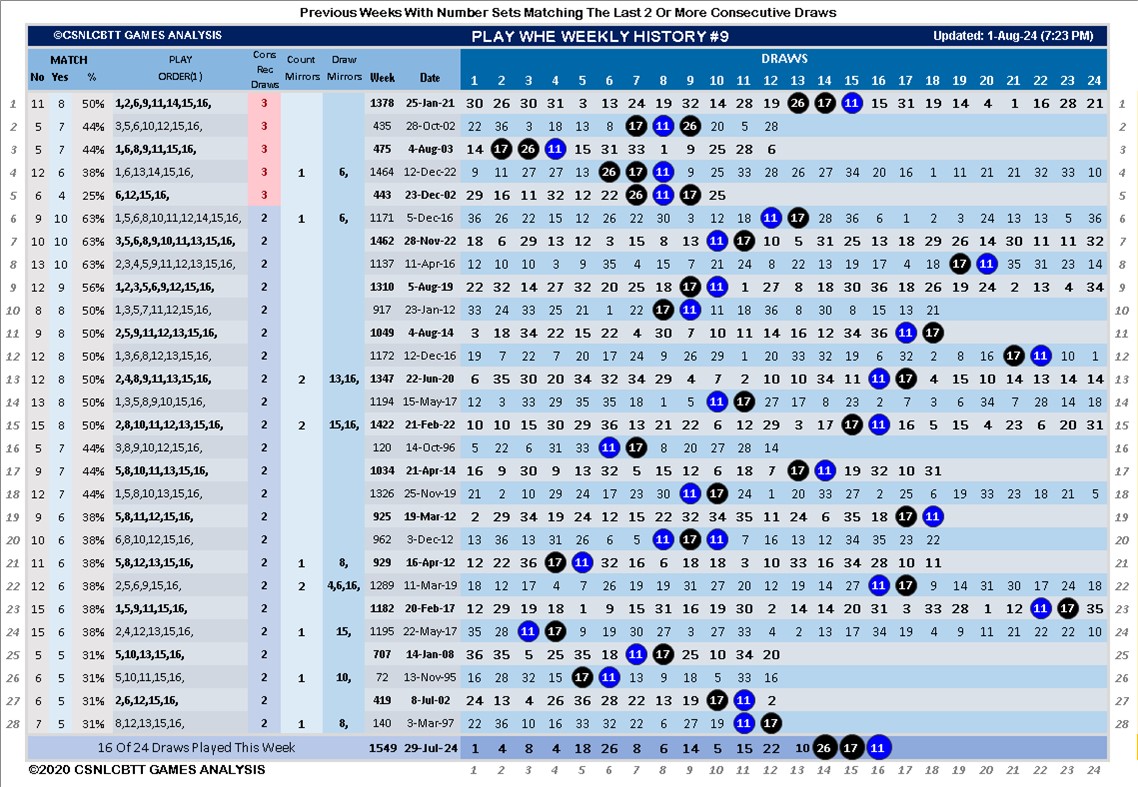 Previous Weeks With Number Sets Matching The Last 2 Or More Consecutive Draws
©CSNLCBTT GAMES ANALYSIS PLAY WHE WEEKLY HISTORY #9 Updated: 1-Aug-24 (7:23 PM)
MATCH PLAY Cons Count Draw DRAWS
No Yes % ORDER(1) Rec Draws Mirrors Mirrors Week Date 1 2 3 4 5 6 7 8 9 10 11 12 13 14 15 16 17 18 19 20 21 22 23 24
1 11 8 50% 1,2,6,9,11,14,15,16, 3 1378 25-Jan-21 30 26 30 31 3 13 24 19 32 14 28 19 26 17 11 15 31 19 14 4 1 16 28 21 1
2 5 7 44% 3,5,6,10,12,15,16, 3 435 28-Oct-02 22 36 3 18 13 8 17 11 26 20 5 28 2
3 5 7 44% 1,6,8,9,11,15,16, 3 475 4-Aug-03 14 17 26 11 15 31 33 1 9 25 28 6 3
4 12 6 38% 1,6,13,14,15,16, 3 1 6, 1464 12-Dec-22 9 11 27 27 13 26 17 11 9 25 33 28 26 27 34 20 16 1 11 21 21 32 33 10 4
5 6 4 25% 6,12,15,16, 3 443 23-Dec-02 29 16 11 32 12 22 26 11 17 25 5
6 9 10 63% 1,5,6,8,10,11,12,14,15,16, 2 1 6, 1171 5-Dec-16 36 26 22 15 12 26 22 30 3 12 18 11 17 28 36 6 1 2 3 24 13 13 5 36 6
7 10 10 63% 3,5,6,8,9,10,11,13,15,16, 2 1462 28-Nov-22 18 6 29 13 12 3 15 8 13 11 17 10 5 31 25 13 18 29 26 14 30 11 11 32 7
8 13 10 63% 2,3,4,5,9,11,12,13,15,16, 2 1137 11-Apr-16 12 10 10 3 9 35 4 15 7 21 24 8 22 13 19 17 4 18 17 11 35 31 23 14 8
9 12 9 56% 1,2,3,5,6,9,12,15,16, 2 1310 5-Aug-19 22 32 14 27 32 20 25 18 17 11 1 27 8 18 30 36 18 26 19 24 2 13 4 34 9
10 8 8 50% 1,3,5,7,11,12,15,16, 2 917 23-Jan-12 33 24 33 25 21 1 22 17 11 11 18 36 8 30 8 15 13 21 10
11 9 8 50% 2,5,9,11,12,13,15,16, 2 1049 4-Aug-14 3 18 34 22 15 22 4 30 7 10 11 14 16 12 34 36 11 17 11
12 12 8 50% 1,3,6,8,12,13,15,16, 2 1172 12-Dec-16 19 7 22 7 20 17 24 9 26 29 1 20 33 32 19 6 32 2 8 16 17 11 10 1 12
13 12 8 50% 2,4,8,9,11,13,15,16, 2 2 13,16, 1347 22-Jun-20 6 35 30 20 34 32 34 29 4 7 2 10 10 34 11 11 17 4 15 10 14 13 14 14 13
14 13 8 50% 1,3,5,8,9,10,15,16, 2 1194 15-May-17 12 4 33 29 35 35 18 1 5 11 17 27 17 8 23 2 7 3 6 34 7 28 14 18 14
15 15 8 50% 2,8,10,11,12,13,15,16, 2 2 15,16, 1422 21-Feb-22 10 10 15 30 29 36 13 21 22 6 12 29 3 17 17 11 16 5 15 4 23 6 20 31 15
16 5 7 44% 3,8,9,10,12,15,16, 2 120 14-Oct-96 5 22 6 31 33 11 17 8 20 27 28 14 16
17 9 7 44% 5,8,10,11,13,15,16, 2 1034 21-Apr-14 16 9 30 9 13 32 5 15 12 6 18 7 17 11 19 32 10 31 17
18 12 7 44% 1,5,8,10,13,15,16, 2 1326 25-Nov-19 21 2 10 29 24 17 23 30 11 17 24 1 20 33 27 2 25 6 19 33 23 18 21 5 18
19 9 6 38% 5,8,11,12,15,16, 2 925 19-Mar-12 2 29 34 19 24 12 15 22 32 34 35 11 24 6 35 18 17 11 19
20 10 6 38% 6,8,10,12,15,16, 2 962 3-Dec-12 13 36 13 31 26 6 5 11 17 11 7 16 13 12 34 35 23 22 20
21 11 6 38% 5,8,12,13,15,16, 2 1 8, 929 16-Apr-12 12 22 36 17 11 32 16 6 18 18 3 10 33 16 34 28 10 11 21
22 12 6 38% 2,5,6,9,15,16, 2 2 4,6,16, 1289 11-Mar-19 18 12 17 4 7 26 19 19 31 27 20 12 19 14 27 11 17 9 14 31 30 17 24 18 22
23 15 6 38% 1,5,9,11,15,16, 2 1182 20-Feb-17 12 29 19 18 1 9 15 31 16 19 30 2 14 14 20 31 3 33 28 1 12 11 17 35 23
24 15 6 38% 2,4,12,13,15,16, 2 1 15, 1195 22-May-17 35 28 11 17 9 19 30 27 3 27 33 4 2 13 17 34 19 4 9 11 21 22 22 10 24
25 5 5 31% 5,10,13,15,16, 2 707 14-Jan-08 36 35 5 25 35 18 11 17 25 10 34 20 25
26 6 5 31% 5,10,11,15,16, 2 1 10, 72 13-Nov-95 16 28 32 15 17 11 13 9 18 5 33 16 26
27 6 5 31% 2,6,12,15,16, 2 419 8-Jul-02 24 13 4 26 36 28 22 13 19 17 11 2 27
28 7 5 31% 8,12,13,15,16, 2 1 8, 140 3-Mar-97 22 36 10 16 33 32 22 6 27 19 11 17 28
16 Of 24 Draws Played This Week 1549 29-Jul-24 1 4 8 4 18 26 8 6 14 5 15 22 10 26 17 11
©2020 CSNLCBTT GAMES ANALYSIS 1 2 3 4 5 6 7 8 9 10 11 12 13 14 15 16 17 18 19 20 21 22 23 24